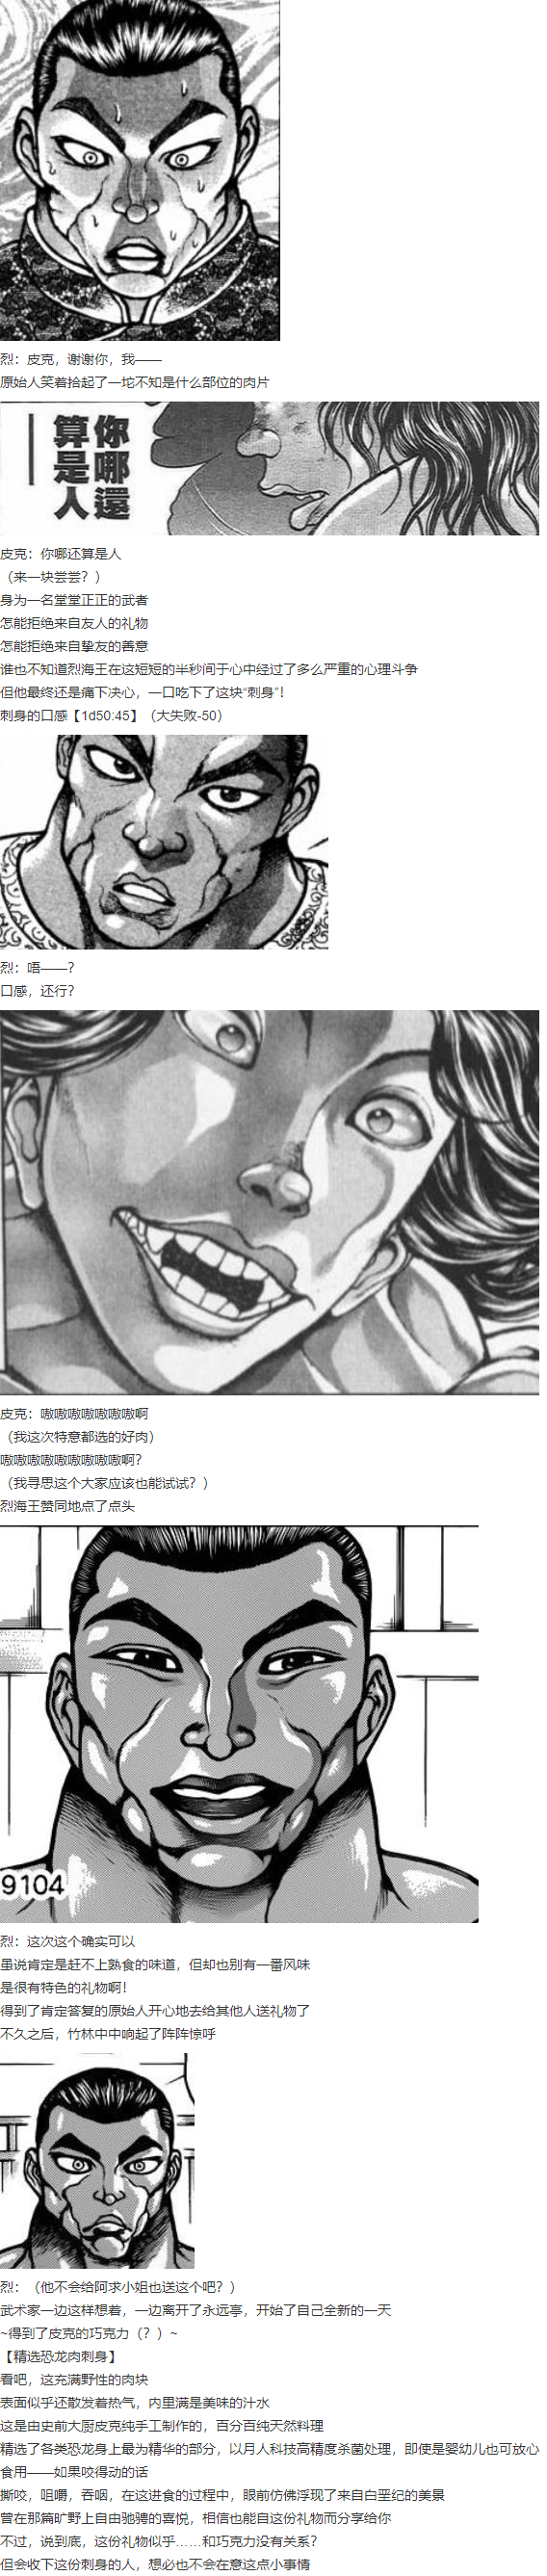 烈：皮克，谢谢你，我——
原始人笑着拾起了一坨不知是什么部位的肉片
你哪還
算是人
——
皮克：你哪还算是人
（来一块尝尝？）
身为一名堂堂正正的武者
怎能拒绝来自友人的礼物
怎能拒绝来自挚友的善意
谁也不知道烈海王在这短短的半秒间于心中经过了多么严重的心理斗争
但他最终还是痛下决心，一口吃下了这块“刺身”！
刺身的口感【1d50:45】（大失败-50）
烈：唔——？
口感，还行？
皮克：嗷嗷嗷嗷嗷嗷嗷啊
（我这次特意都选的好肉）
嗷嗷嗷嗷嗷嗷嗷嗷嗷啊？
（我寻思这个大家应该也能试试？）
烈海王赞同地点了点头
9104
烈：这次这个确实可以
虽说肯定是赶不上熟食的味道，但却也别有一番风味
是很有特色的礼物啊！
得到了肯定答复的原始人开心地去给其他人送礼物了
不久之后，竹林中中响起了阵阵惊呼
烈：（他不会给阿求小姐也送这个吧？）
武术家一边这样想着，一边离开了永远亭，开始了自己全新的一天
~得到了皮克的巧克力（？）~
【精选恐龙肉刺身】
看吧，这充满野性的肉块
表面似乎还散发着热气，内里满是美味的汁水
这是由史前大厨皮克纯手工制作的，百分百纯天然料理
精选了各类恐龙身上最为精华的部分，以月人科技高精度杀菌处理，即使是婴幼儿也可放心
食用——如果咬得动的话
撕咬，咀嚼，吞咽，在这进食的过程中，眼前仿佛浮现了来自白垩纪的美景
曾在那篇旷野上自由驰骋的喜悦，相信也能自这份礼物而分享给你
不过，说到底，这份礼物似乎……和巧克力没有关系？
但会收下这份刺身的人，想必也不会在意这点小事情